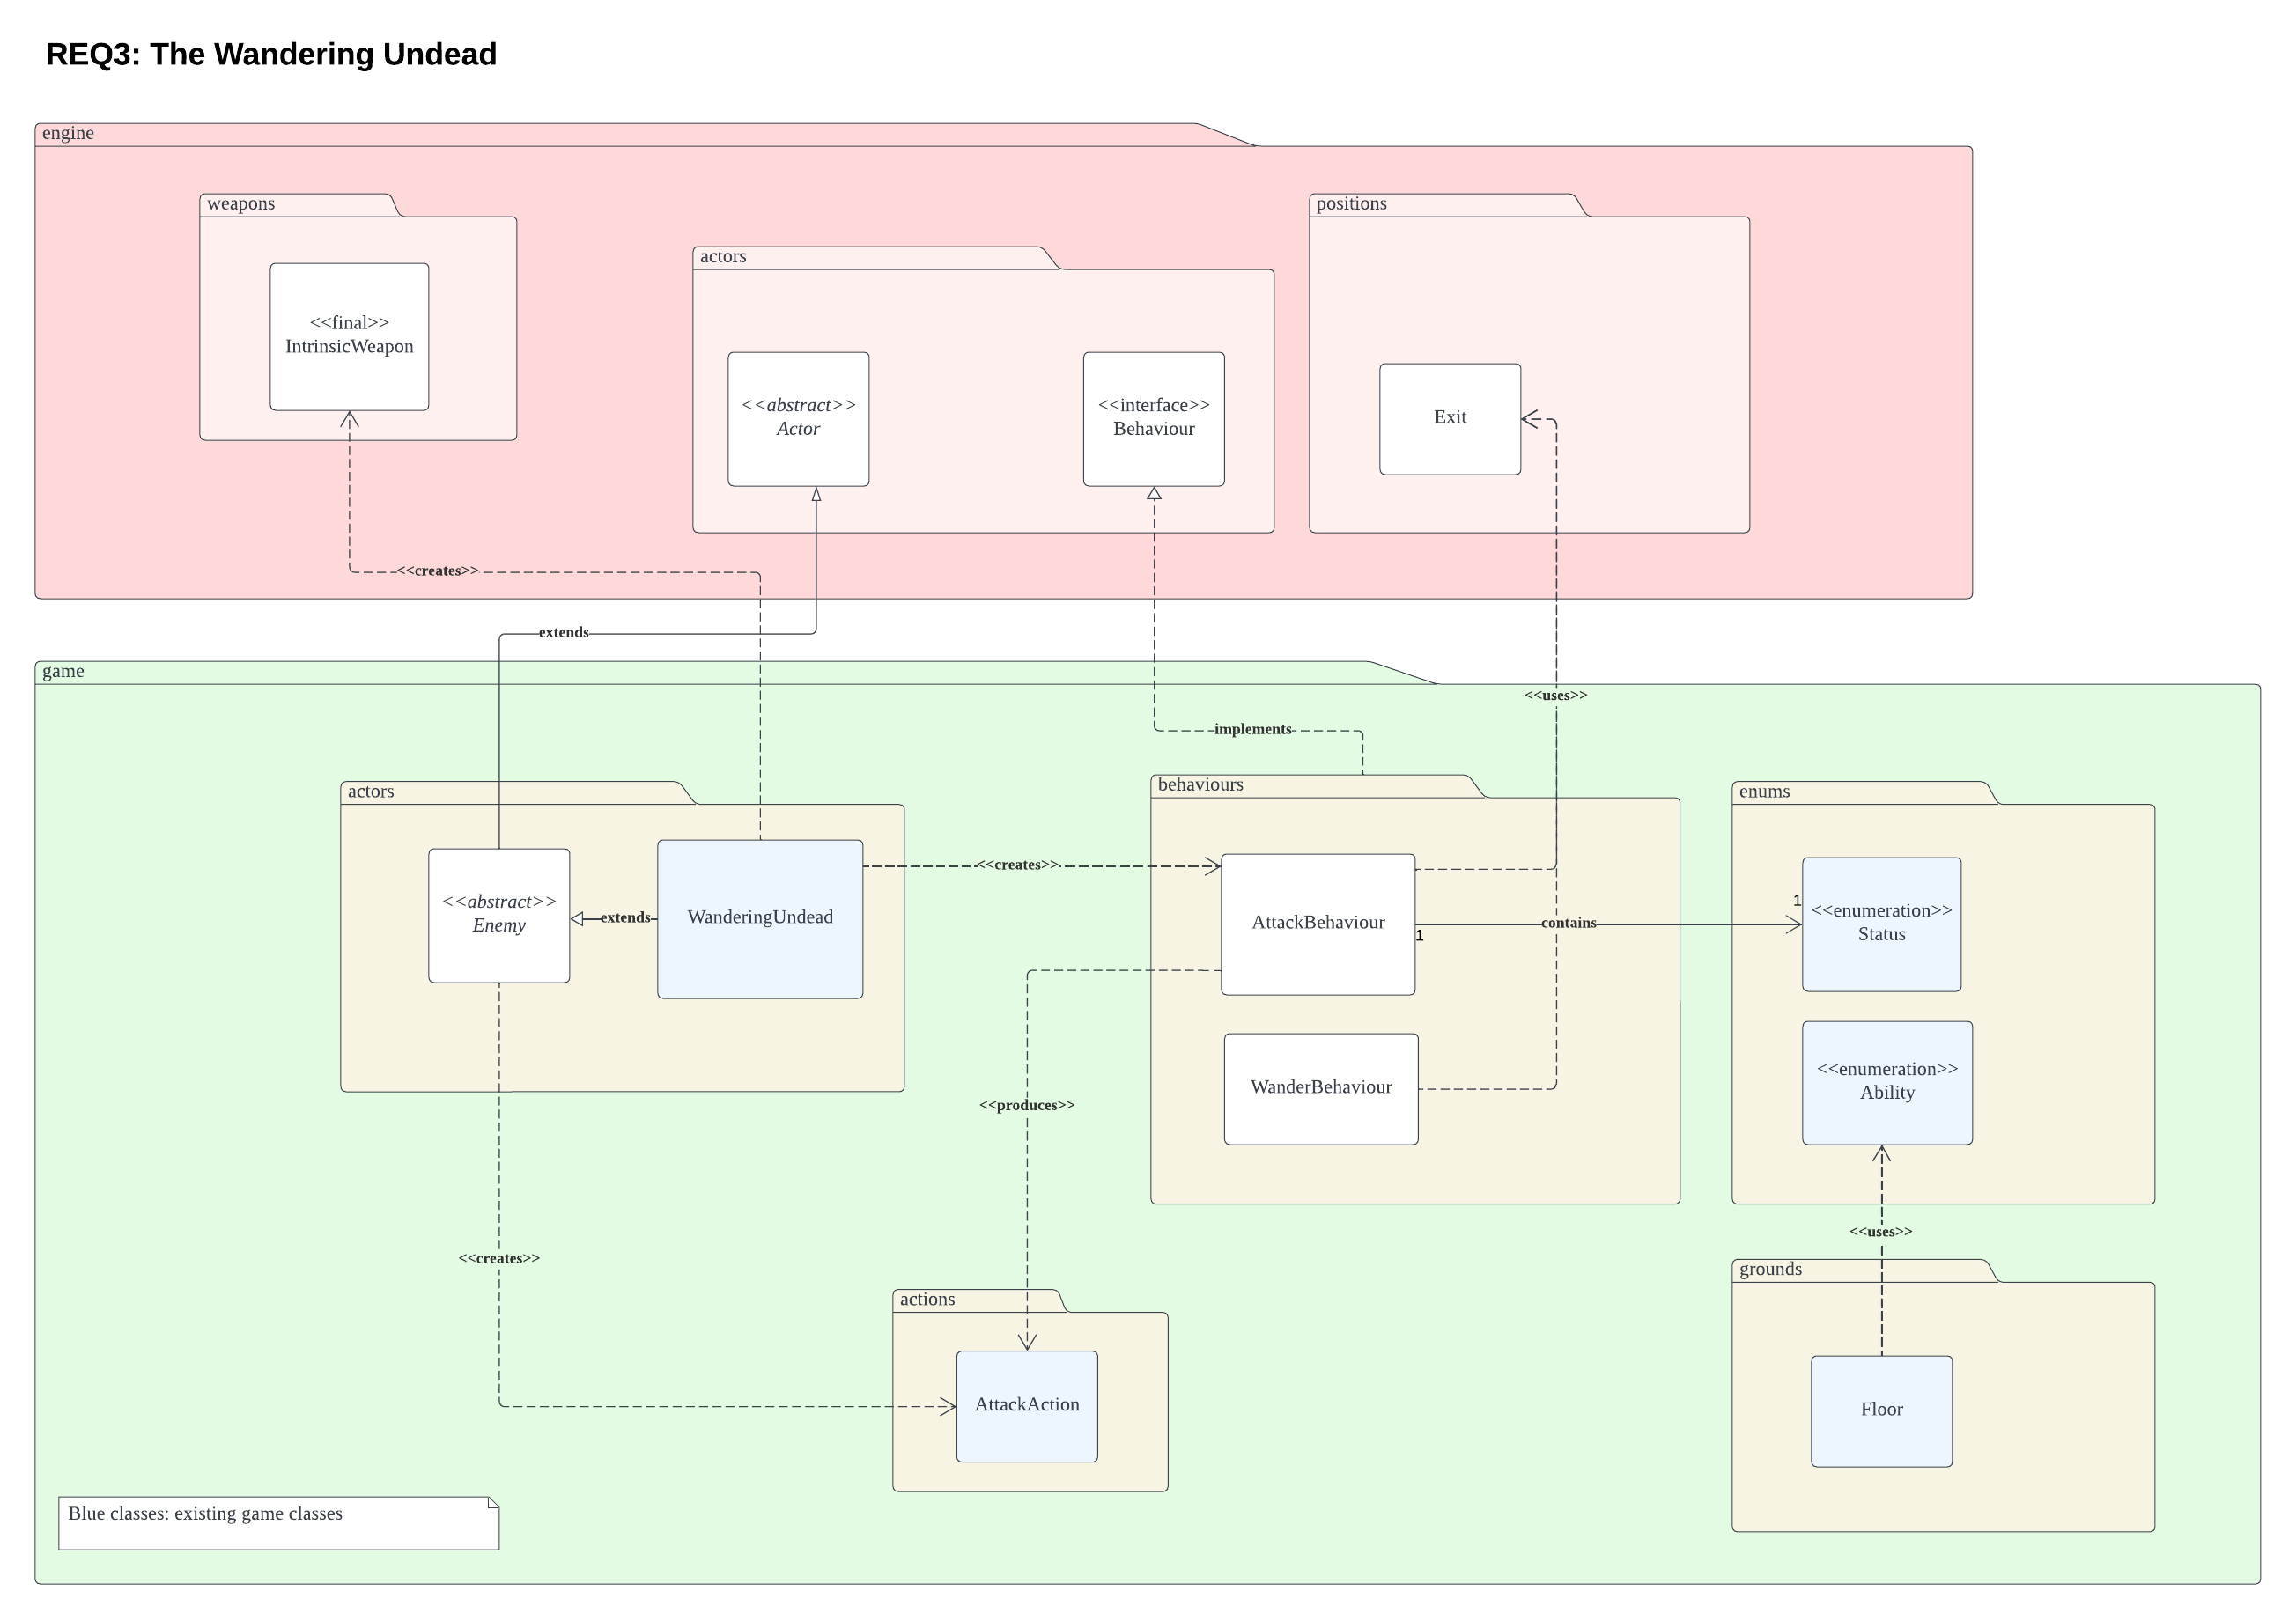 REQ3: The Wandering Undead
engine
weapons
<<final>>
IntrinsicWeapon
actors
<<abstract>>
Actor
<<interface>>
Behaviour
positions
Exit
<<creates>>
extends
game
<<uses>>
implements
actors
<<abstract>>
Enemy
extends
WanderingUndead
<<creates>>
behaviours
AttackBehaviour
1
contains
1
WanderBehaviour
enums
<<enumeration>>
Status
<<enumeration>>
Ability
<<produces>>
<<creates>>
<<uses>>
actions
AttackAction
grounds
Floor
Blue classes: existing game classes